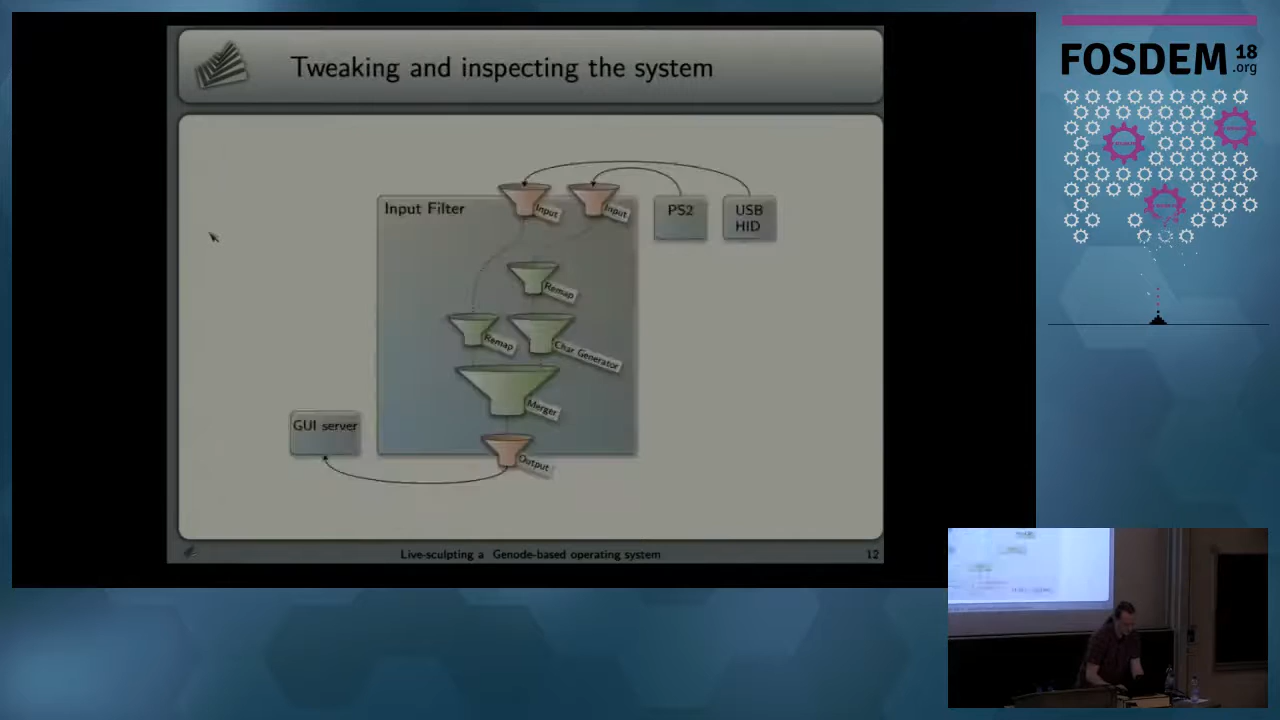 Tweaking and inspecting the system
Input Filter
Input
Input
PS2
USB
HID
Remap
Remap
Char Generator
Merger
GUI server
Output
Live-sculpting a Genode-based operating system
12
FOSDEM 18
.org